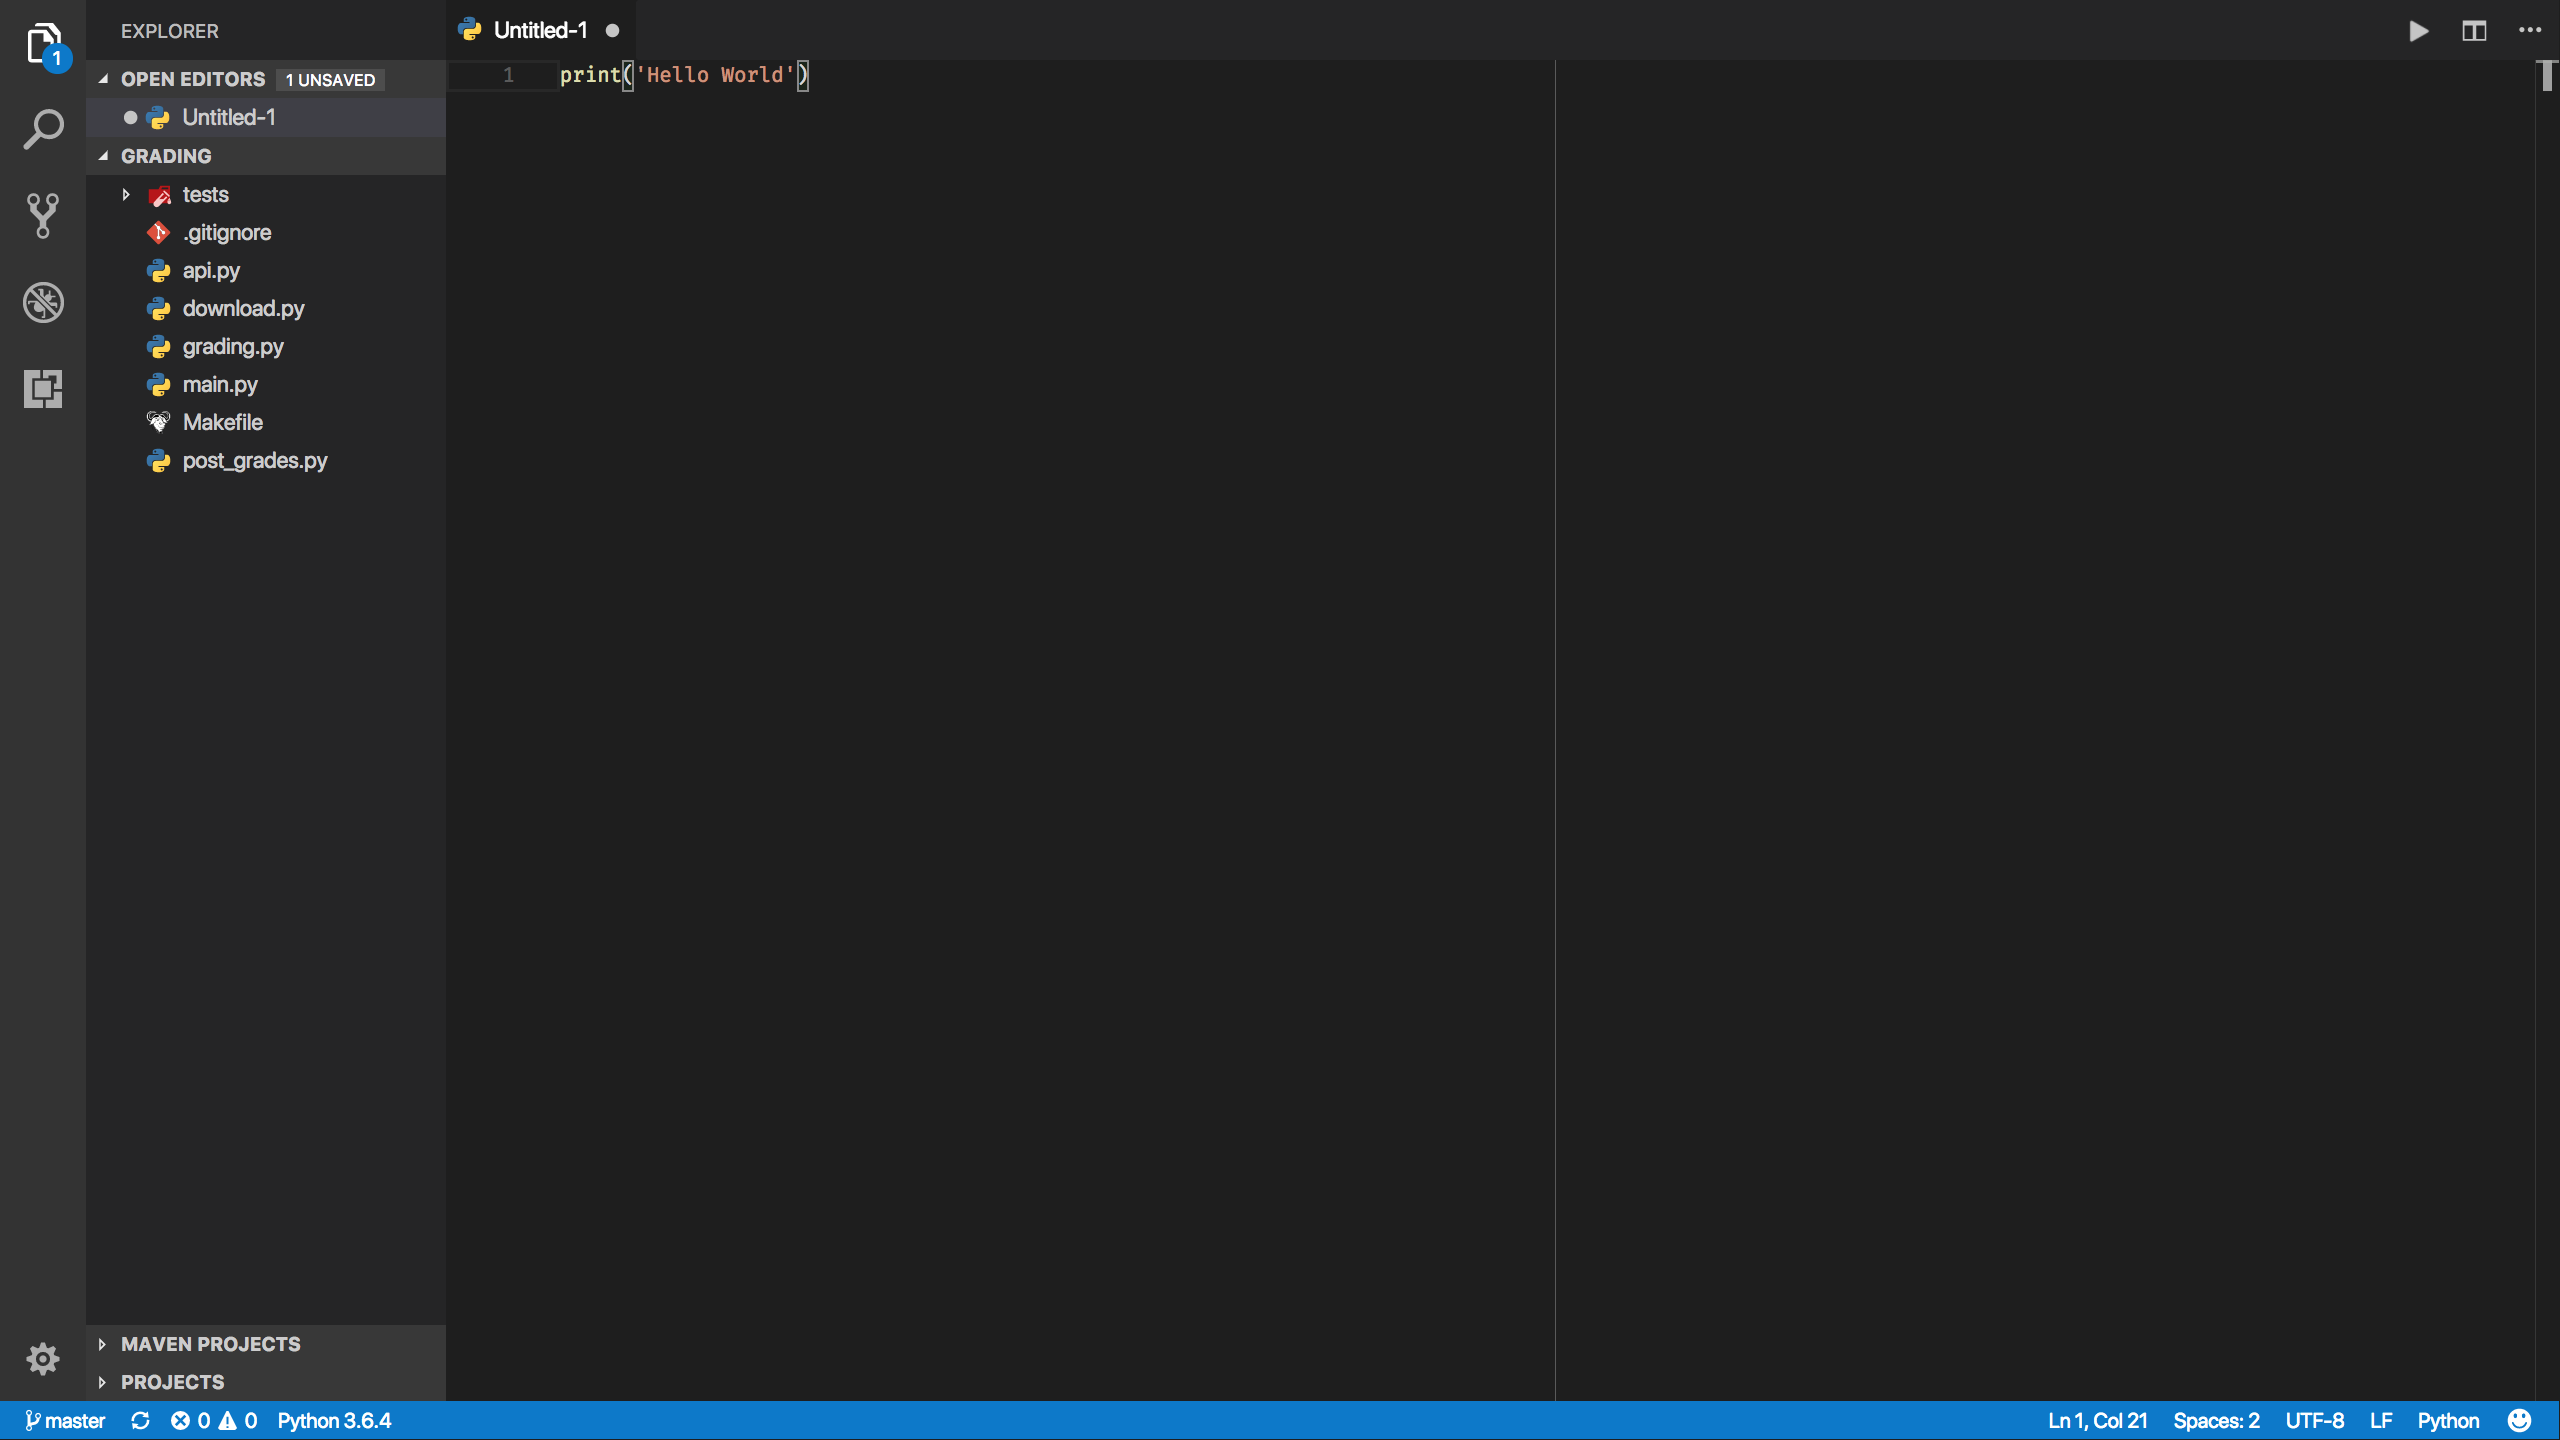 EXPLORER
Untitled-1
1
OPEN EDITORS 1 UNSAVED
Untitled-1
GRADING
tests
.gitignore
api.py
download.py
grading.py
main.py
Makefile
post_grades.py
MAVEN PROJECTS
PROJECTS
1 print('Hello World')
master 0 0 Python 3.6.4 Ln 1, Col 21 Spaces: 2 UTF-8 LF Python